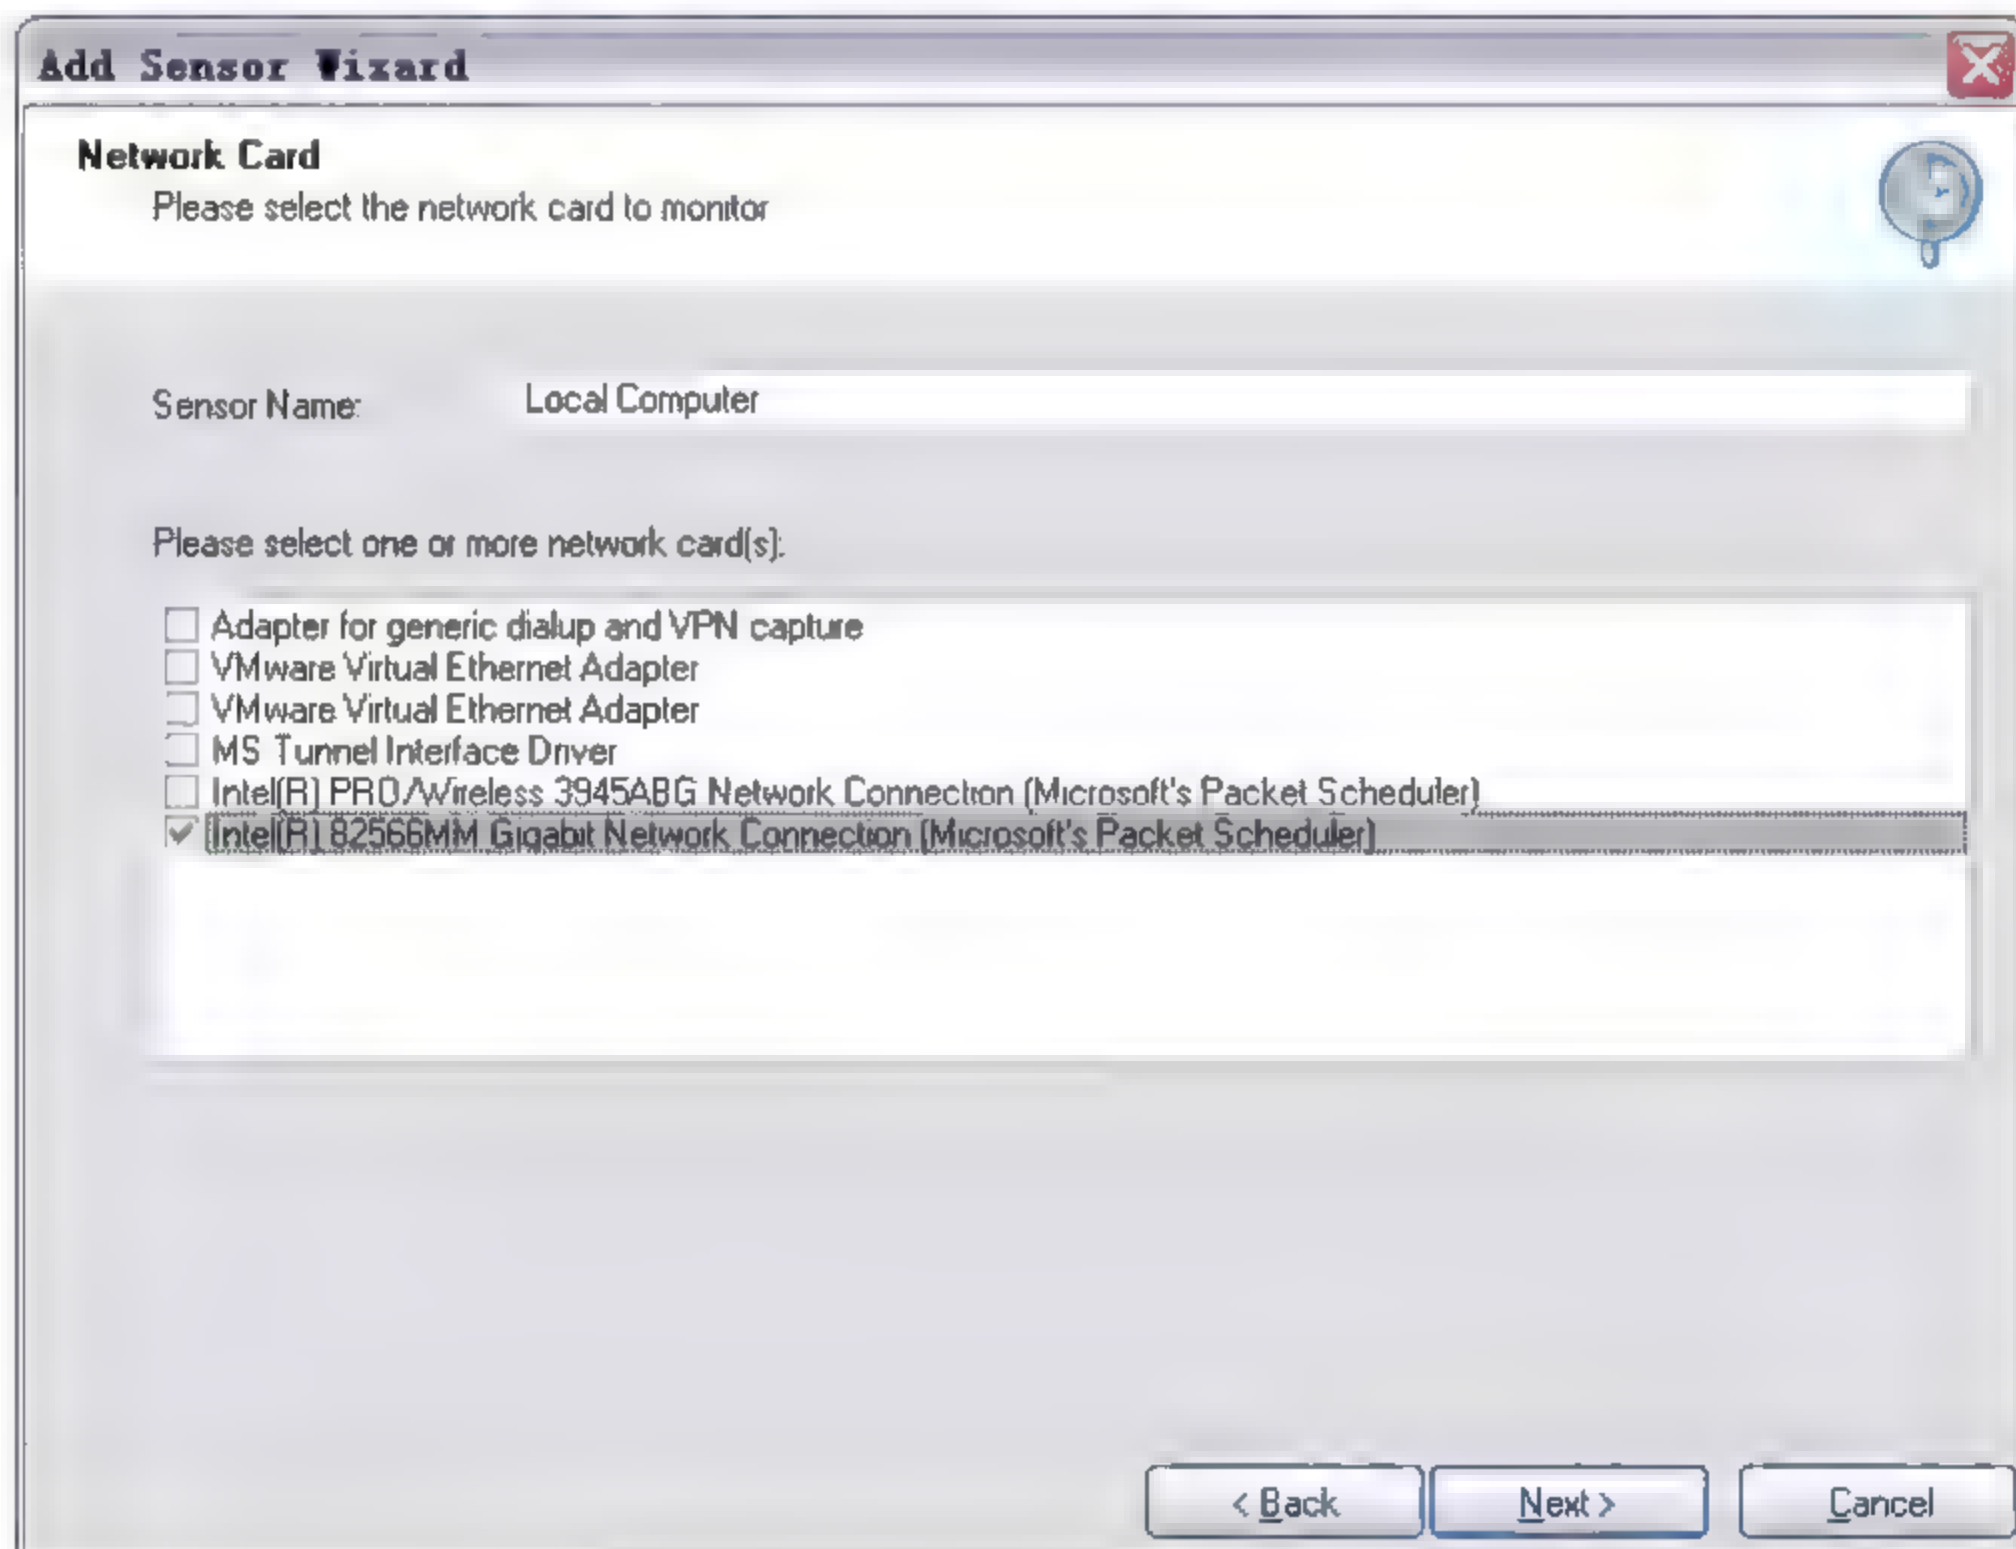 Add Sensor Wizard
Network Card
Please select the network card to monitor
Sensor Name: Local Computer
Please select one or more network card(s):
Adapter for generic dialup and VPN capture
VMware Virtual Ethernet Adapter
VMware Virtual Ethernet Adapter
MS Tunnel Interface Driver
Intel(R) PRO/Wireless 3945ABG Network Connection (Microsoft's Packet Scheduler)
Intel(R) 82566MM Gigabit Network Connection (Microsoft's Packet Scheduler)
< Back Next > Cancel